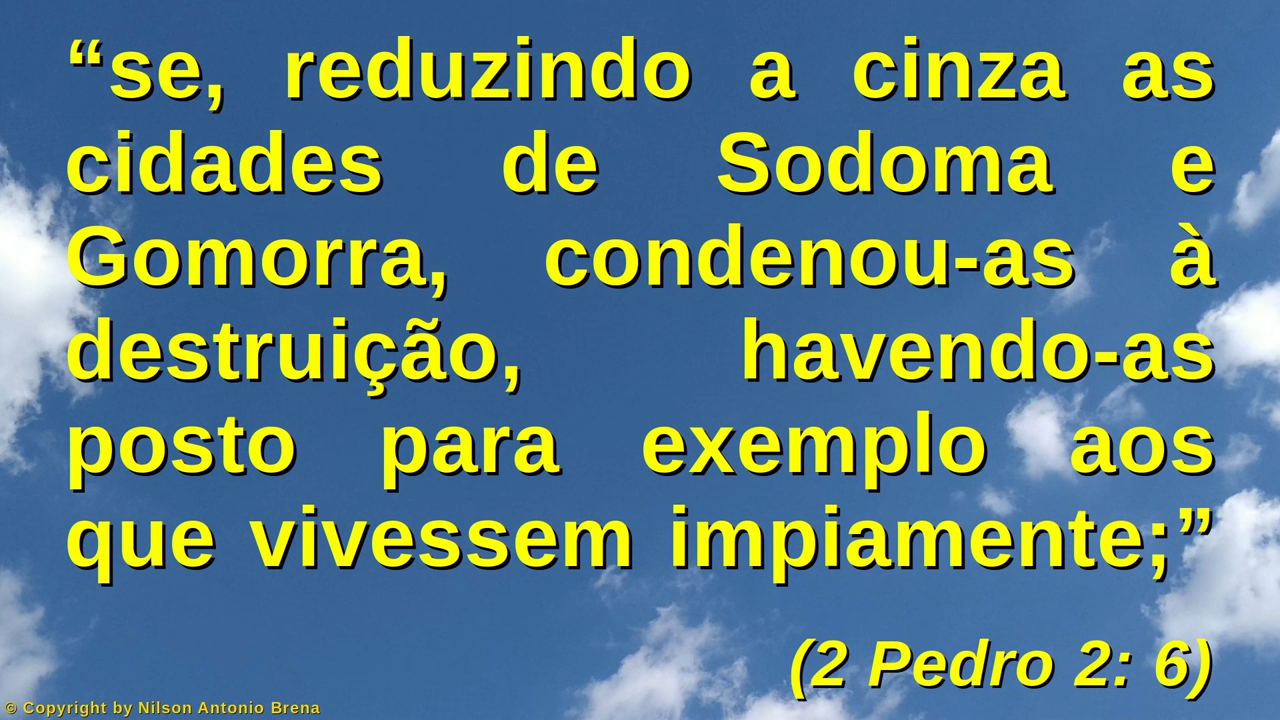 “se, reduzindo a cinza as
cidades de Sodoma e
Gomorra, condenou-as à
destruição, havendo-as
posto para exemplo aos
que vivessem impiamente;”
(2 Pedro 2: 6)
© Copyright by Nilson Antonio Brena